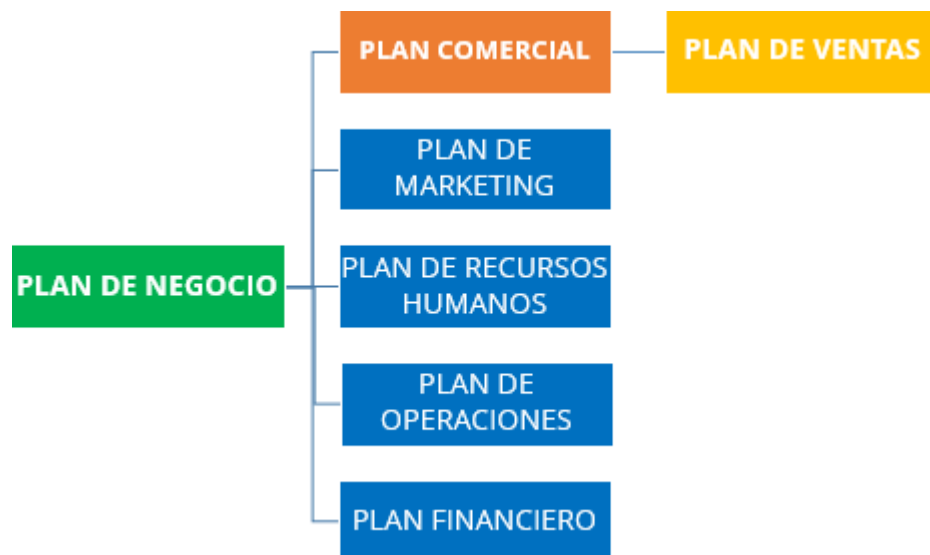 PLAN COMERCIAL
PLAN DE VENTAS
PLAN DE
MARKETING
PLAN DE NEGOCIO
PLAN DE RECURSOS
HUMANOS
PLAN DE
OPERACIONES
PLAN FINANCIERO